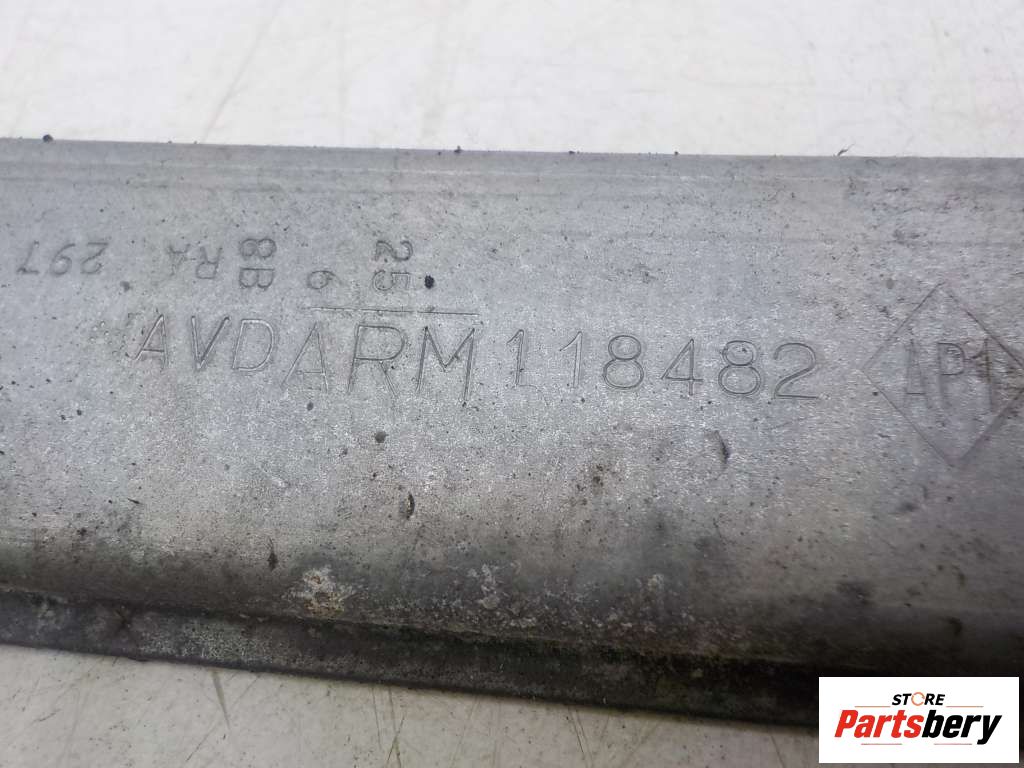 297 RA 8B 6 25
AVDARM118482
AP1
STORE
Partsbery